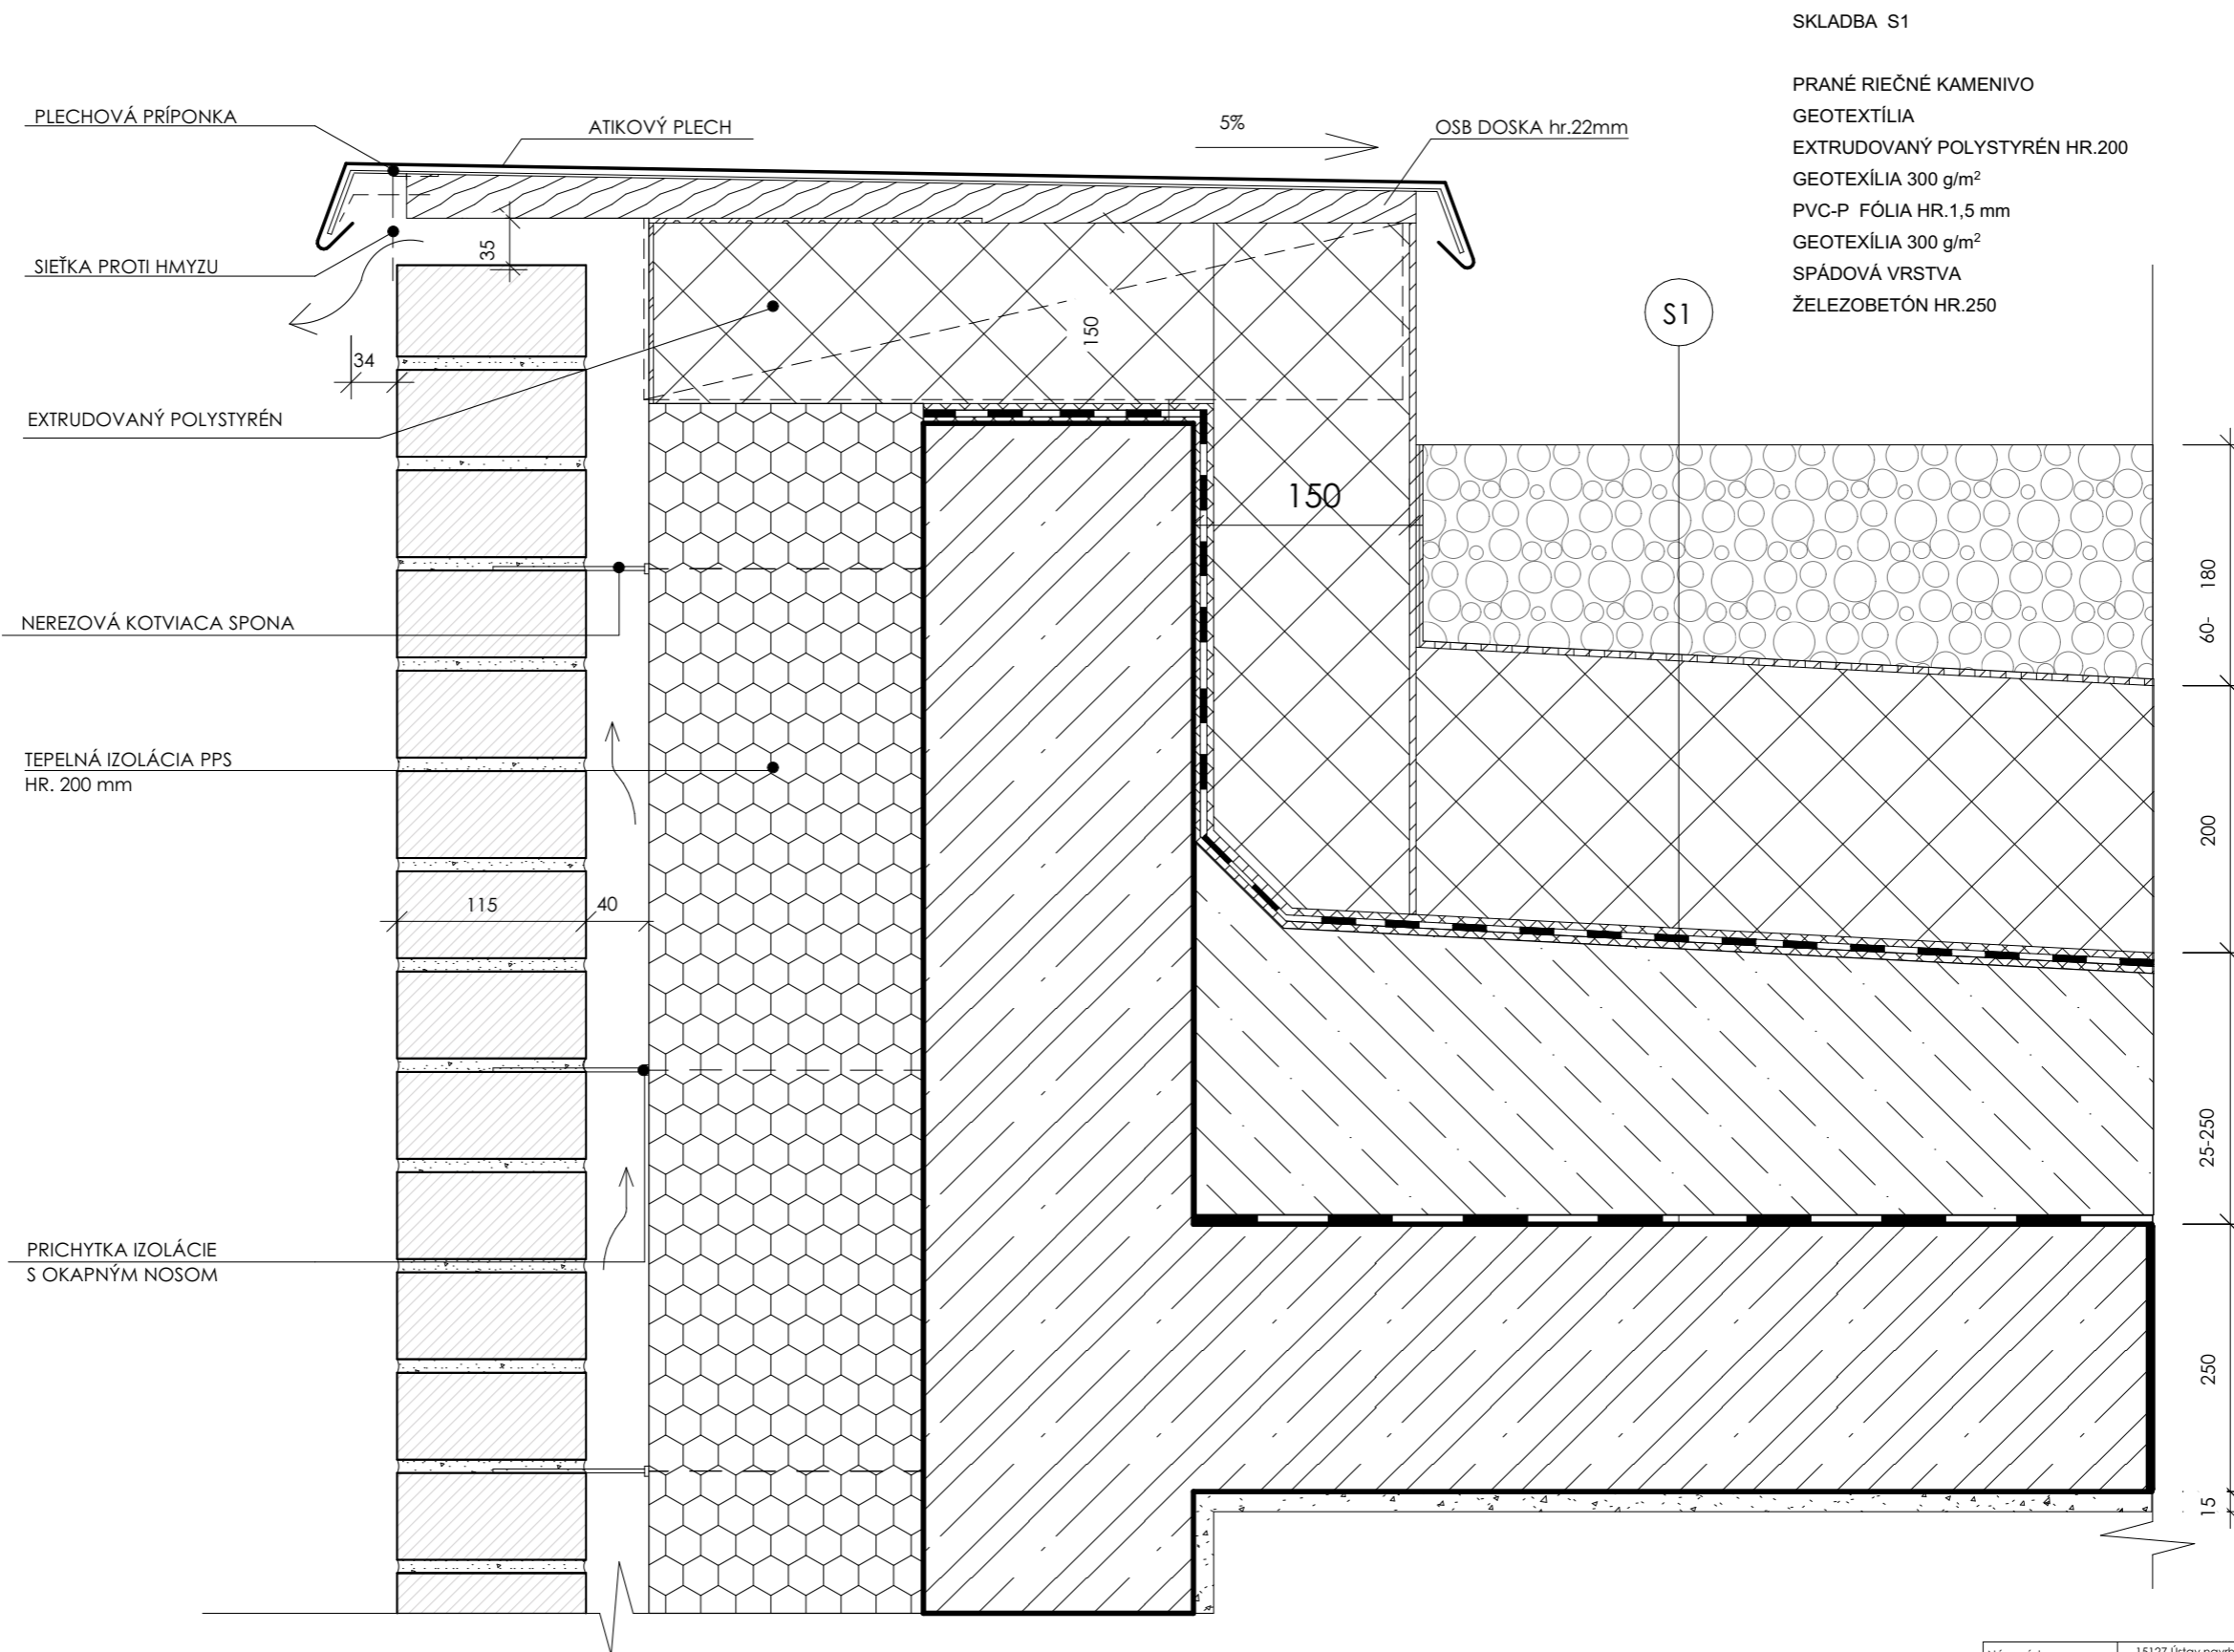 SKLADBA S1
PRANÉ RIEČNÉ KAMENIVO
GEOTEXTÍLIA
EXTRUDOVANÝ POLYSTYRÉN HR.200
GEOTEXÍLIA 300 g/m²
PVC-P FÓLIA HR.1,5 mm
GEOTEXÍLIA 300 g/m²
SPÁDOVÁ VRSTVA
ŽELEZOBETÓN HR.250
PLECHOVÁ PRÍPONKA
ATIKOVÝ PLECH
5%
OSB DOSKA hr.22mm
SIEŤKA PROTI HMYZU
35
S1
34
150
EXTRUDOVANÝ POLYSTYRÉN
150
180
60-
NEREZOVÁ KOTVIACA SPONA
TEPELNÁ IZOLÁCIA PPS
HR. 200 mm
200
115
40
25-250
PRICHYTKA IZOLÁCIE
S OKAPNÝM NOSOM
250
15